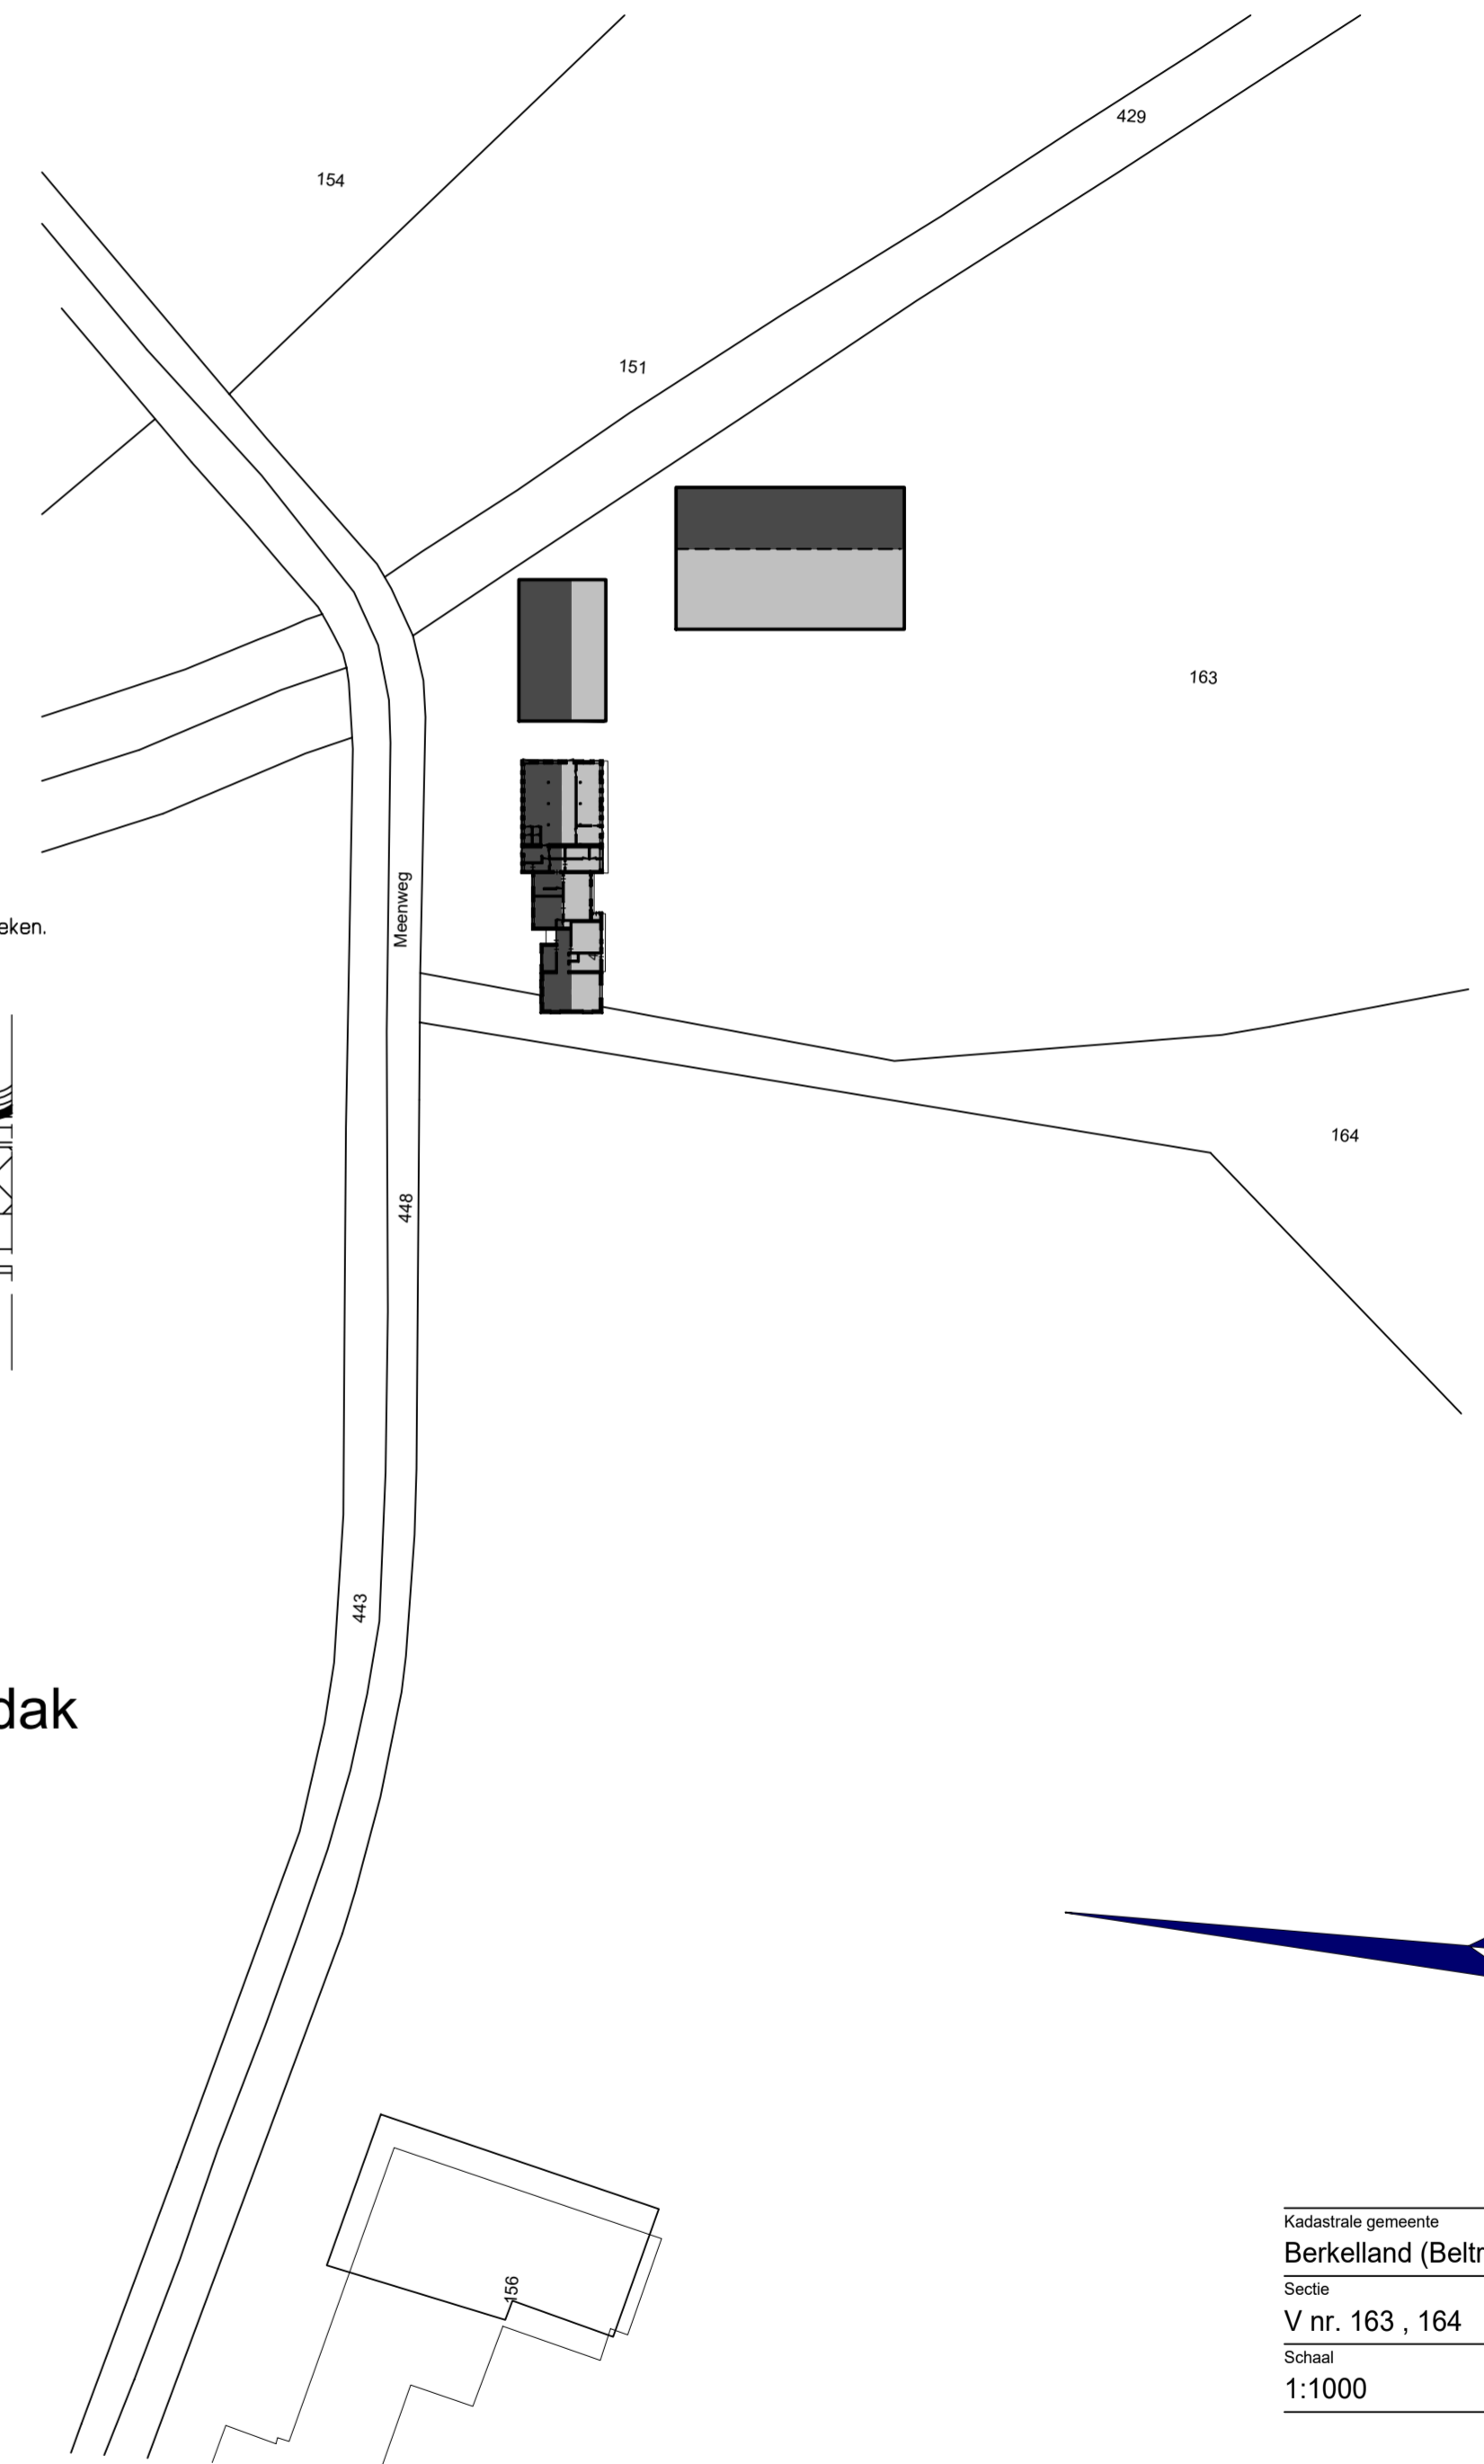 429
154
151
163
Meenweg
eken.
164
448
443
dak
156
Kadastrale gemeente
Berkelland (Beltr
Sectie
V nr. 163 , 164
Schaal
1:1000